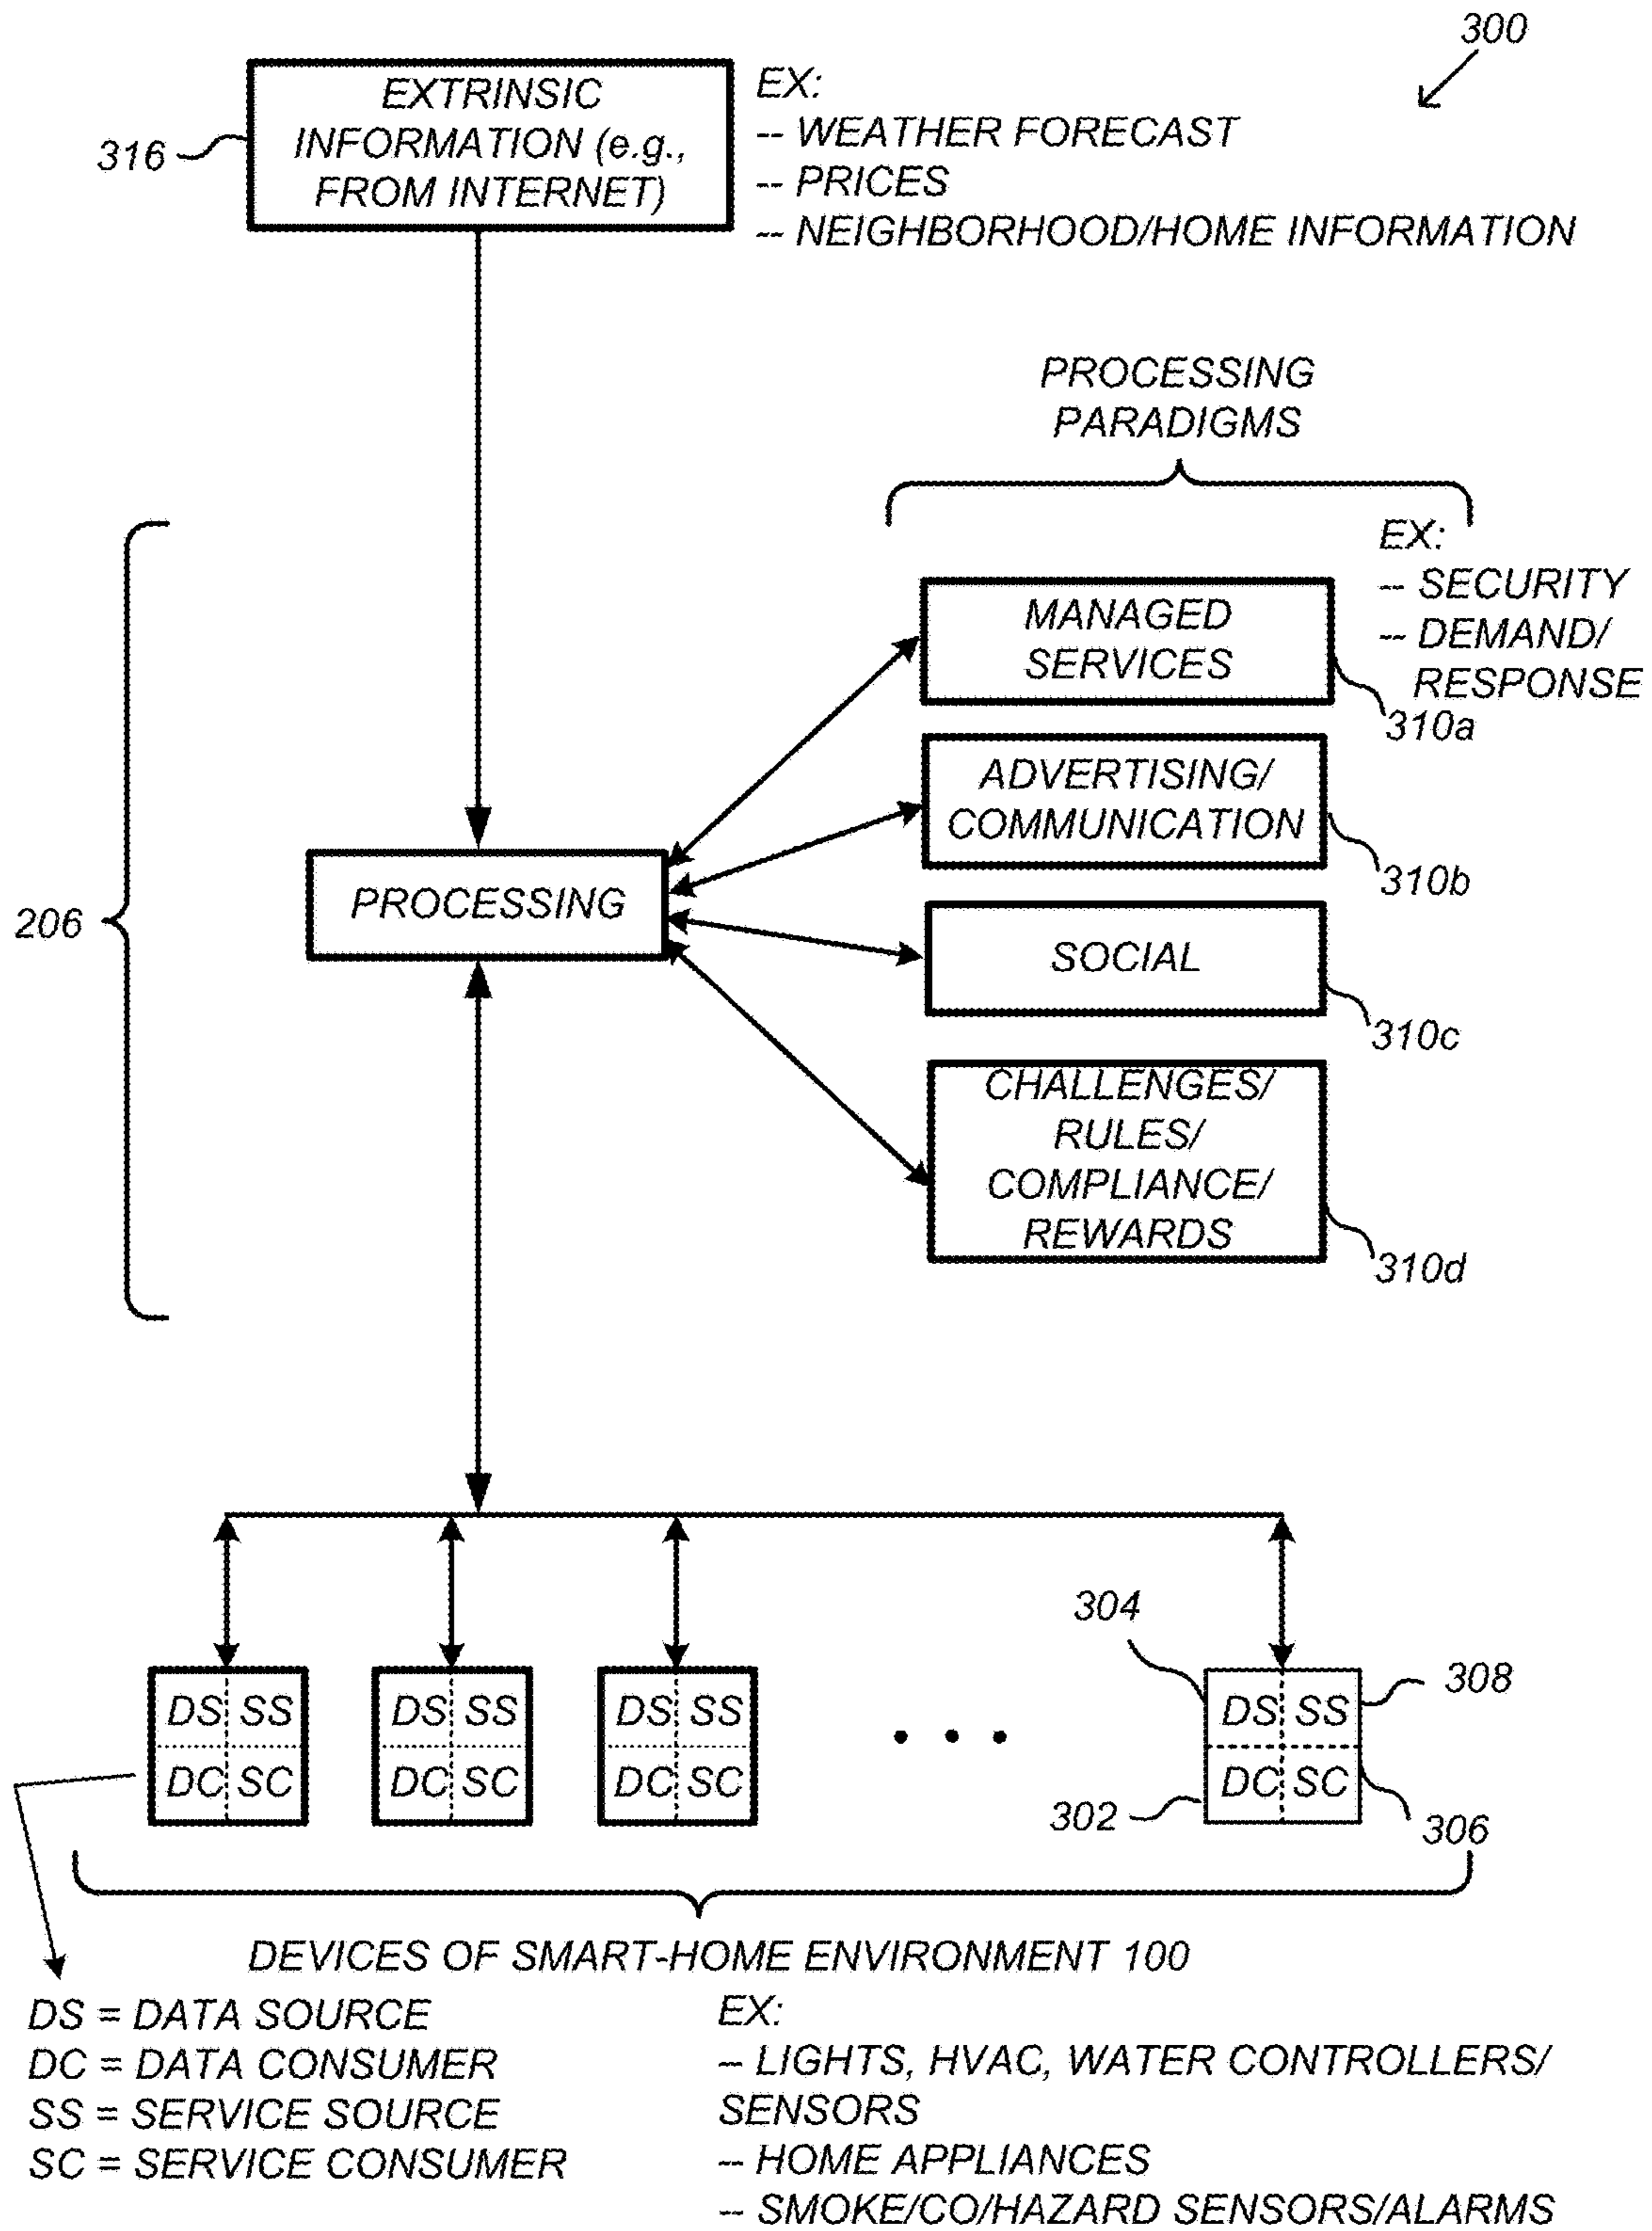 300
EXTRINSIC
INFORMATION (e.g.,
FROM INTERNET)
316
EX:
-- WEATHER FORECAST
-- PRICES
-- NEIGHBORHOOD/HOME INFORMATION
PROCESSING
PARADIGMS
EX:
-- SECURITY
-- DEMAND/
RESPONSE
MANAGED
SERVICES
310a
ADVERTISING/
COMMUNICATION
310b
206
PROCESSING
SOCIAL
310c
CHALLENGES/
RULES/
COMPLIANCE/
REWARDS
310d
304
308
DS SS
DC SC
DS SS
DC SC
DS SS
DC SC
. . .
DS SS
DC SC
302
306
DEVICES OF SMART-HOME ENVIRONMENT 100
DS = DATA SOURCE
DC = DATA CONSUMER
SS = SERVICE SOURCE
SC = SERVICE CONSUMER
EX:
-- LIGHTS, HVAC, WATER CONTROLLERS/
SENSORS
-- HOME APPLIANCES
-- SMOKE/CO/HAZARD SENSORS/ALARMS